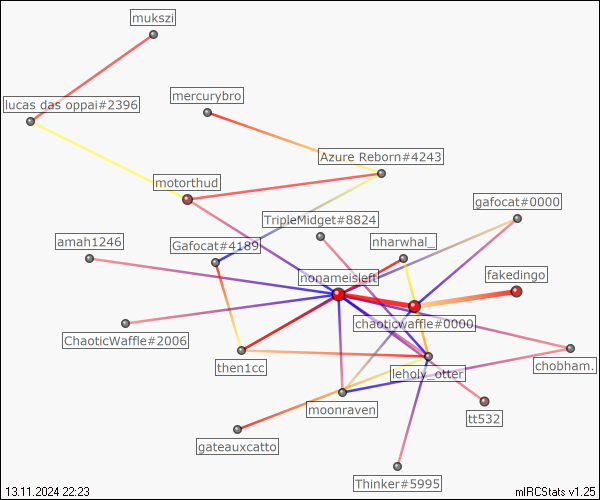 mukszi
lucas das oppai#2396
mercurybro
Azure Reborn#4243
motorthud
gafocat#0000
TripleMidget#8824
amah1246
Gafocat#4189
nharwhal_
nonameisleft
fakedingo
chaoticwaffle#0000
ChaoticWaffle#2006
then1cc
leholy_otter
chobham.
moonraven
tt532
gateauxcatto
Thinker#5995
13.11.2024 22:23
mIRCStats v1.25